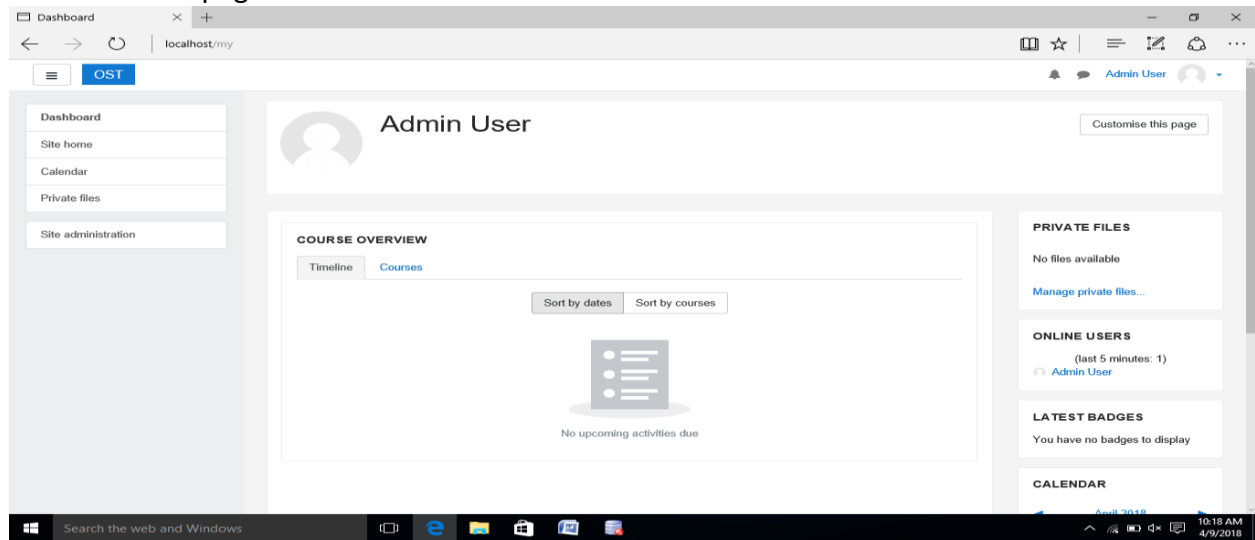 Dashboard
localhost/my
OST
Admin User
Dashboard
Site home
Calendar
Private files
Site administration
Admin User
Customise this page
COURSE OVERVIEW
Timeline Courses
Sort by dates Sort by courses
No upcoming activities due
PRIVATE FILES
No files available
Manage private files...
ONLINE USERS
(last 5 minutes: 1)
Admin User
LATEST BADGES
You have no badges to display
CALENDAR
April 2018
Search the web and Windows
10:18 AM
4/9/2018